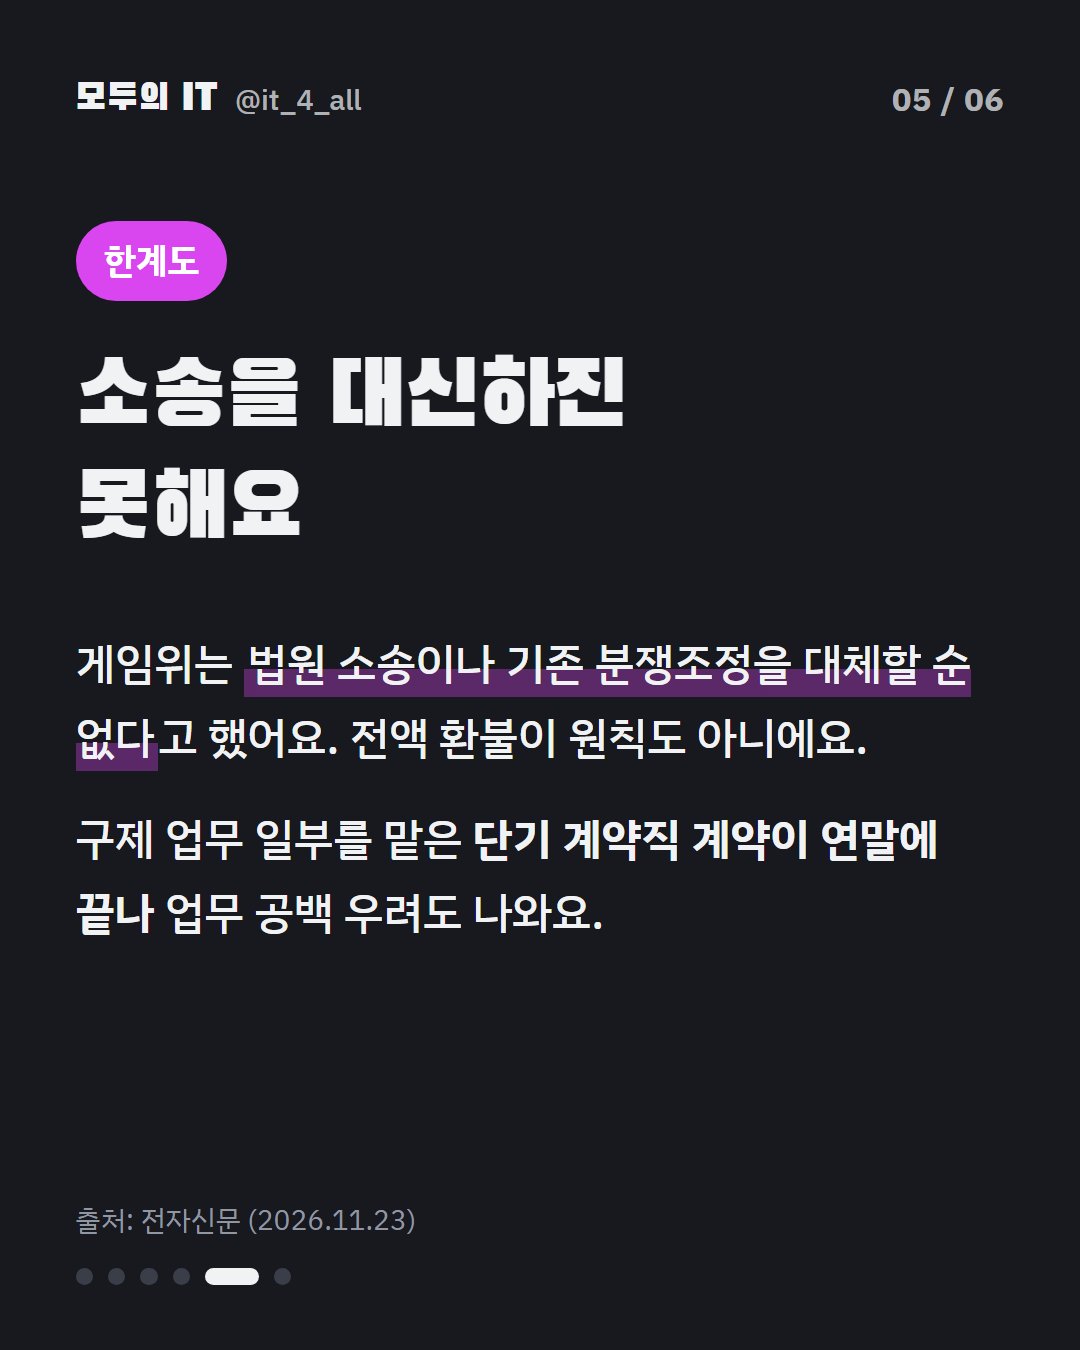 모두의 IT @it_4_all
05 / 06
한계도
소송을 대신하진
못해요
게임위는 법원 소송이나 기존 분쟁조정을 대체할 순
없다고 했어요. 전액 환불이 원칙도 아니에요.
구제 업무 일부를 맡은 단기 계약직 계약이 연말에
끝나 업무 공백 우려도 나와요.
출처: 전자신문 (2026.11.23)